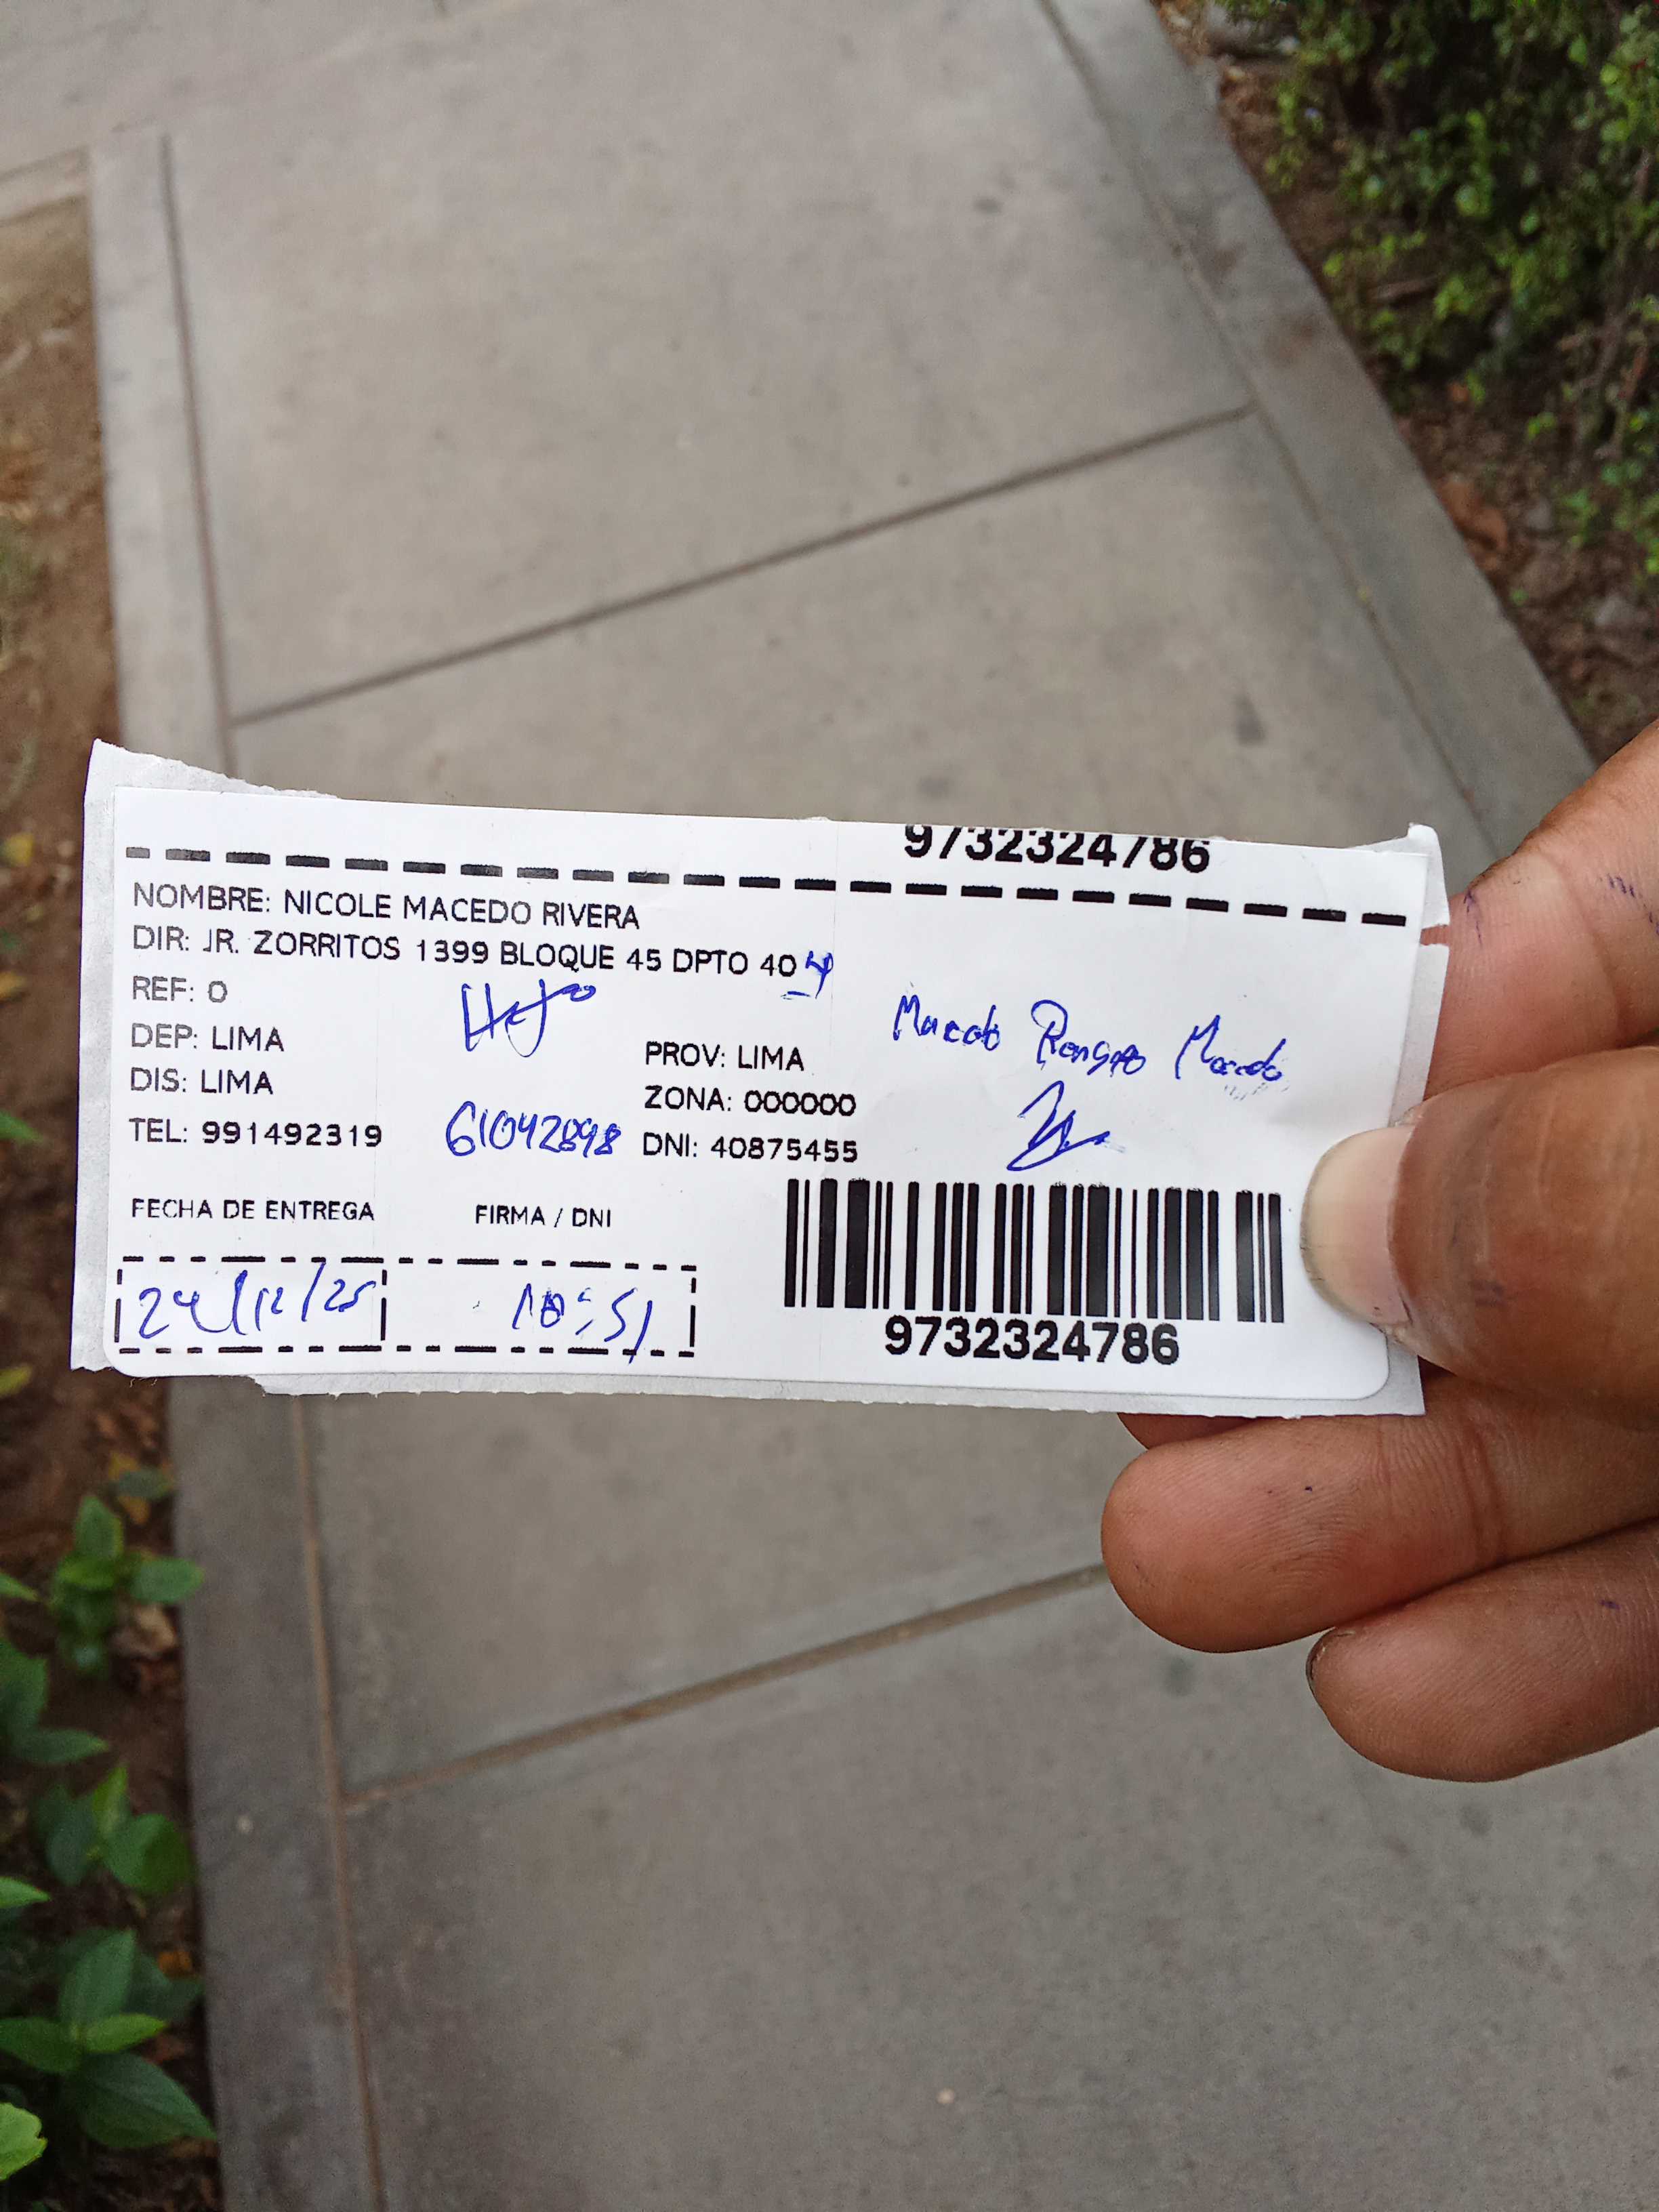 9732324786
NOMBRE: NICOLE MACEDO RIVERA
DIR: JR. ZORRITOS 1399 BLOQUE 45 DPTO 404
REF: 0
Hijo
DEP: LIMA
PROV: LIMA
Macedo
Macedo
DIS: LIMA
ZONA: 000000
TEL: 991492319
61042898
DNI: 40875455
FECHA DE ENTREGA
FIRMA / DNI
24/12/25
10:51
9732324786